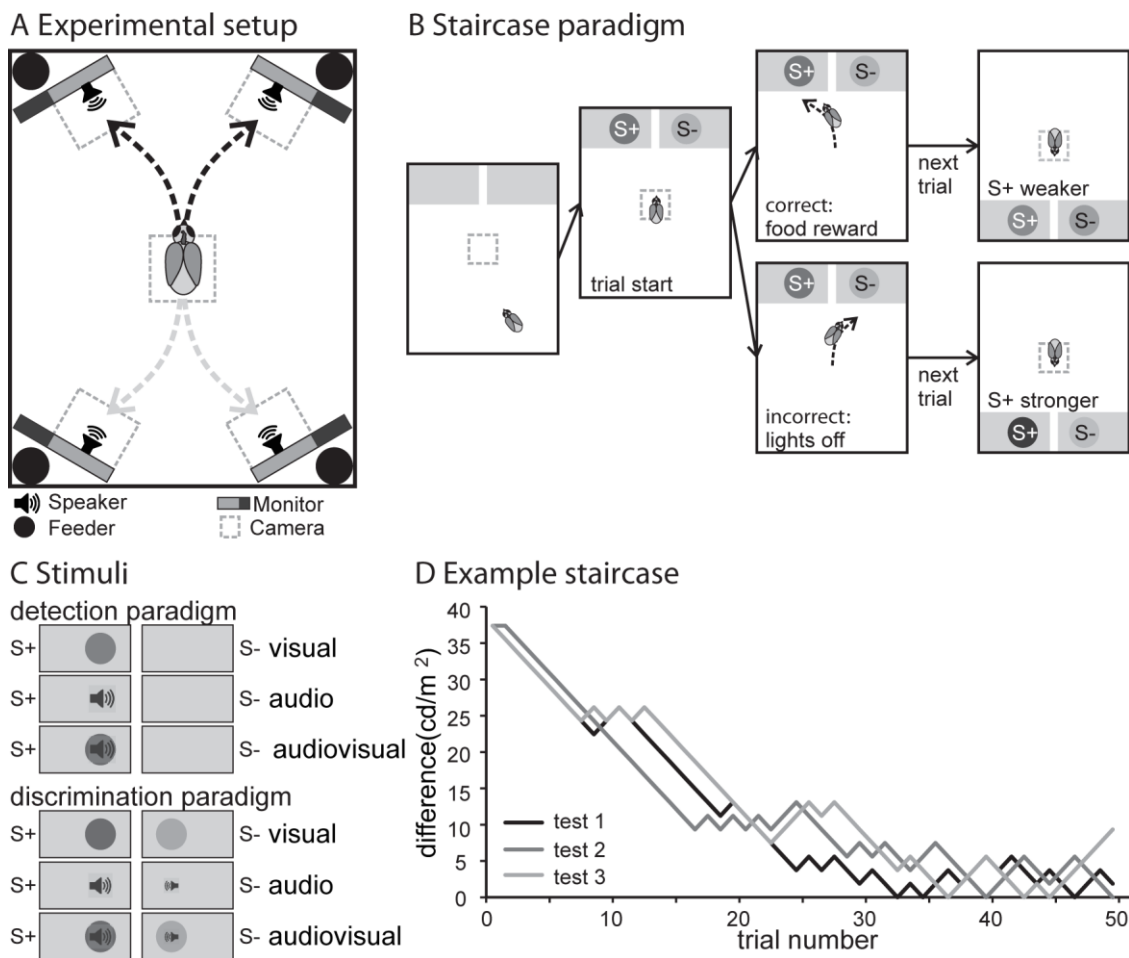 A Experimental setup
Speaker
Monitor
Feeder
Camera
B Staircase paradigm
trial start
S+ S-
S+ S-
correct:
food reward
next
trial
S+ weaker
S+ S-
S+ S-
incorrect:
lights off
next
trial
S+ stronger
S+ S-
C Stimuli
detection paradigm
S+ S- visual
S+ S- audio
S+ S- audiovisual
discrimination paradigm
S+ S- visual
S+ S- audio
S+ S- audiovisual
D Example staircase
difference(cd/m ²)
40
35
30
25
20
15
10
5
0
test 1
test 2
test 3
0 10 20 30 40 50
trial number